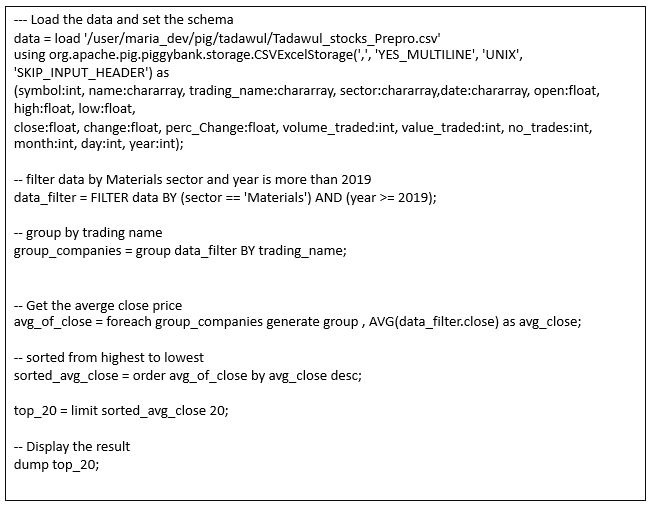 --- Load the data and set the schema
data = load '/user/maria_dev/pig/tadawul/Tadawul_stocks_Prepro.csv'
using org.apache.pig.piggybank.storage.CSVExcelStorage(',', 'YES_MULTILINE', 'UNIX',
'SKIP_INPUT_HEADER') as
(symbol:int, name:chararray, trading_name:chararray, sector:chararray,date:chararray, open:float,
high:float, low:float,
close:float, change:float, perc_Change:float, volume_traded:int, value_traded:int, no_trades:int,
month:int, day:int, year:int);
-- filter data by Materials sector and year is more than 2019
data_filter = FILTER data BY (sector == 'Materials') AND (year >= 2019);
-- group by trading name
group_companies = group data_filter BY trading_name;
-- Get the averge close price
avg_of_close = foreach group_companies generate group , AVG(data_filter.close) as avg_close;
-- sorted from highest to lowest
sorted_avg_close = order avg_of_close by avg_close desc;
top_20 = limit sorted_avg_close 20;
-- Display the result
dump top_20;